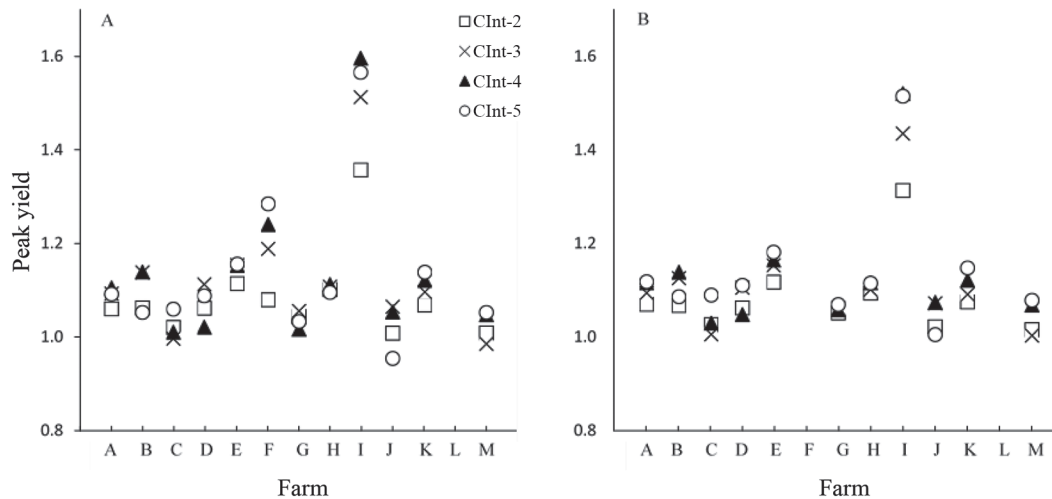 A
CInt-2
CInt-3
CInt-4
CInt-5
1.6
1.4
1.2
1.0
0.8
Peak yield
A B C D E F G H I J K L M
Farm
B
1.6
1.4
1.2
1.0
0.8
A B C D E F G H I J K L M
Farm